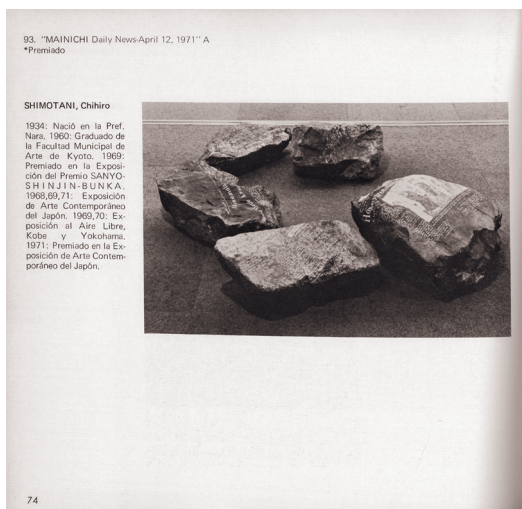 93. "MAINICHI Daily News-April 12, 1971" A
*Premiado
SHIMOTANI, Chihiro
1934: Nació en la Pref.
Nara. 1960: Graduado de
la Facultad Municipal de
Arte de Kyoto. 1969:
Premiado en la Exposi-
ción del Premio SANYO-
SHINJIN-BUNKA.
1968,69,71: Exposición
de Arte Contemporáneo
del Japón. 1969,70: Ex-
posición al Aire Libre,
Kobe y Yokohama.
1971: Premiado en la Ex-
posición de Arte Contem-
poráneo del Japón.
74